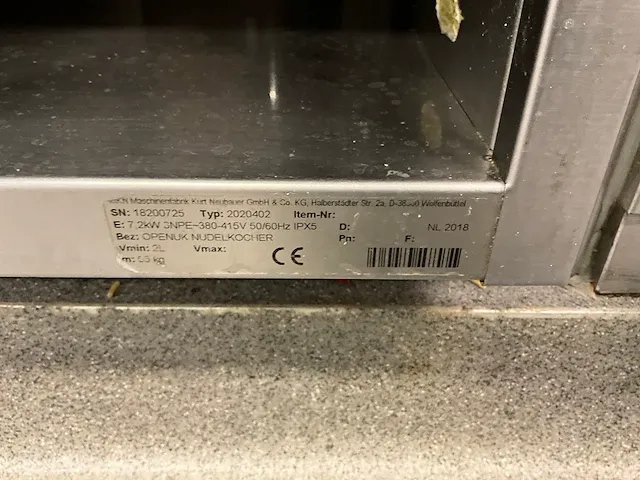 Maschinenfabrik Kurt Neubauer GmbH & Co. KG, Halberstädter Str. 2a, Wolfenbüttel
SN: 18200725 Typ: 2020402 Item-Nr:
E: 7,2kW 3NPE~380-415V 50/60Hz IPX5 D: NL 2018
Bez: OPENUK NUDELKOCHER Pn: F:
Vmin: 2L Vmax: CE
m: kg